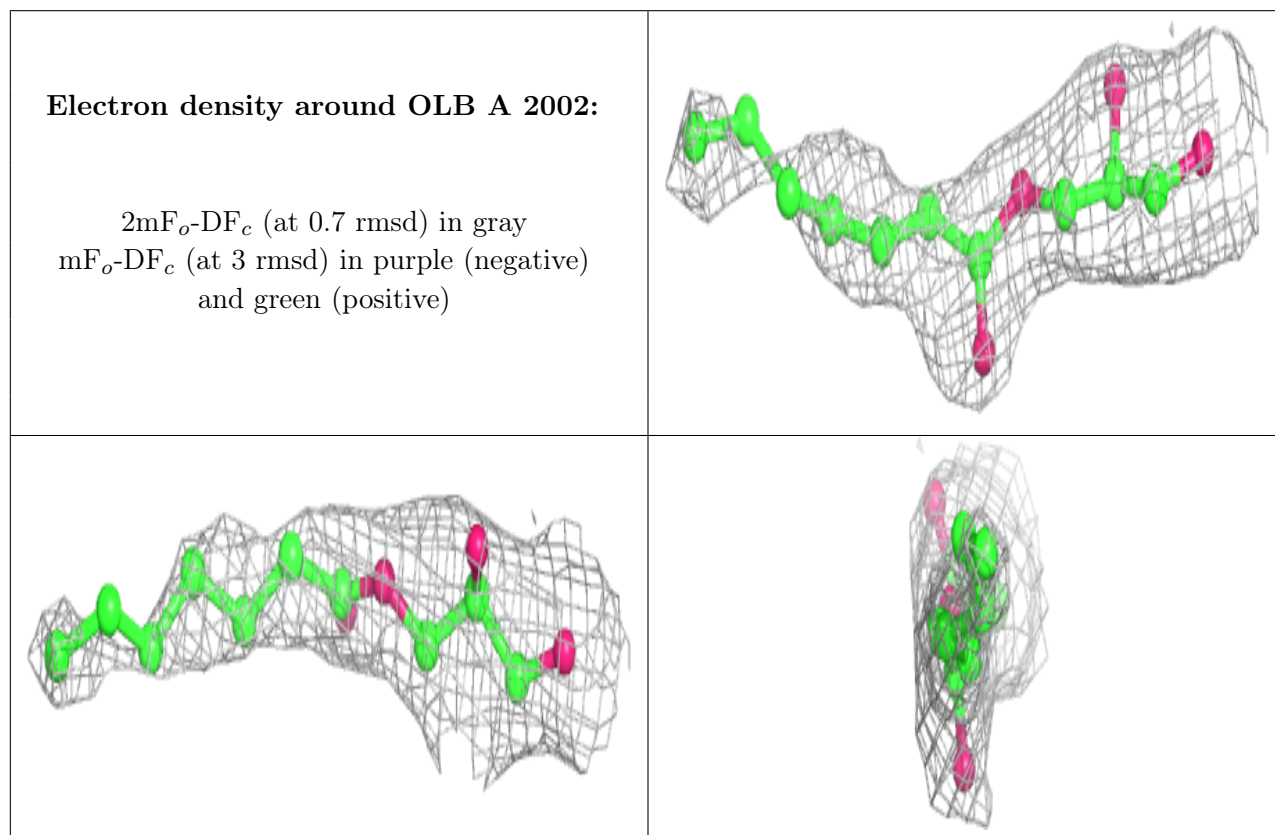 Electron density around OLB A 2002:
2mFo-DFc (at 0.7 rmsd) in gray
mFo-DFc (at 3 rmsd) in purple (negative)
and green (positive)